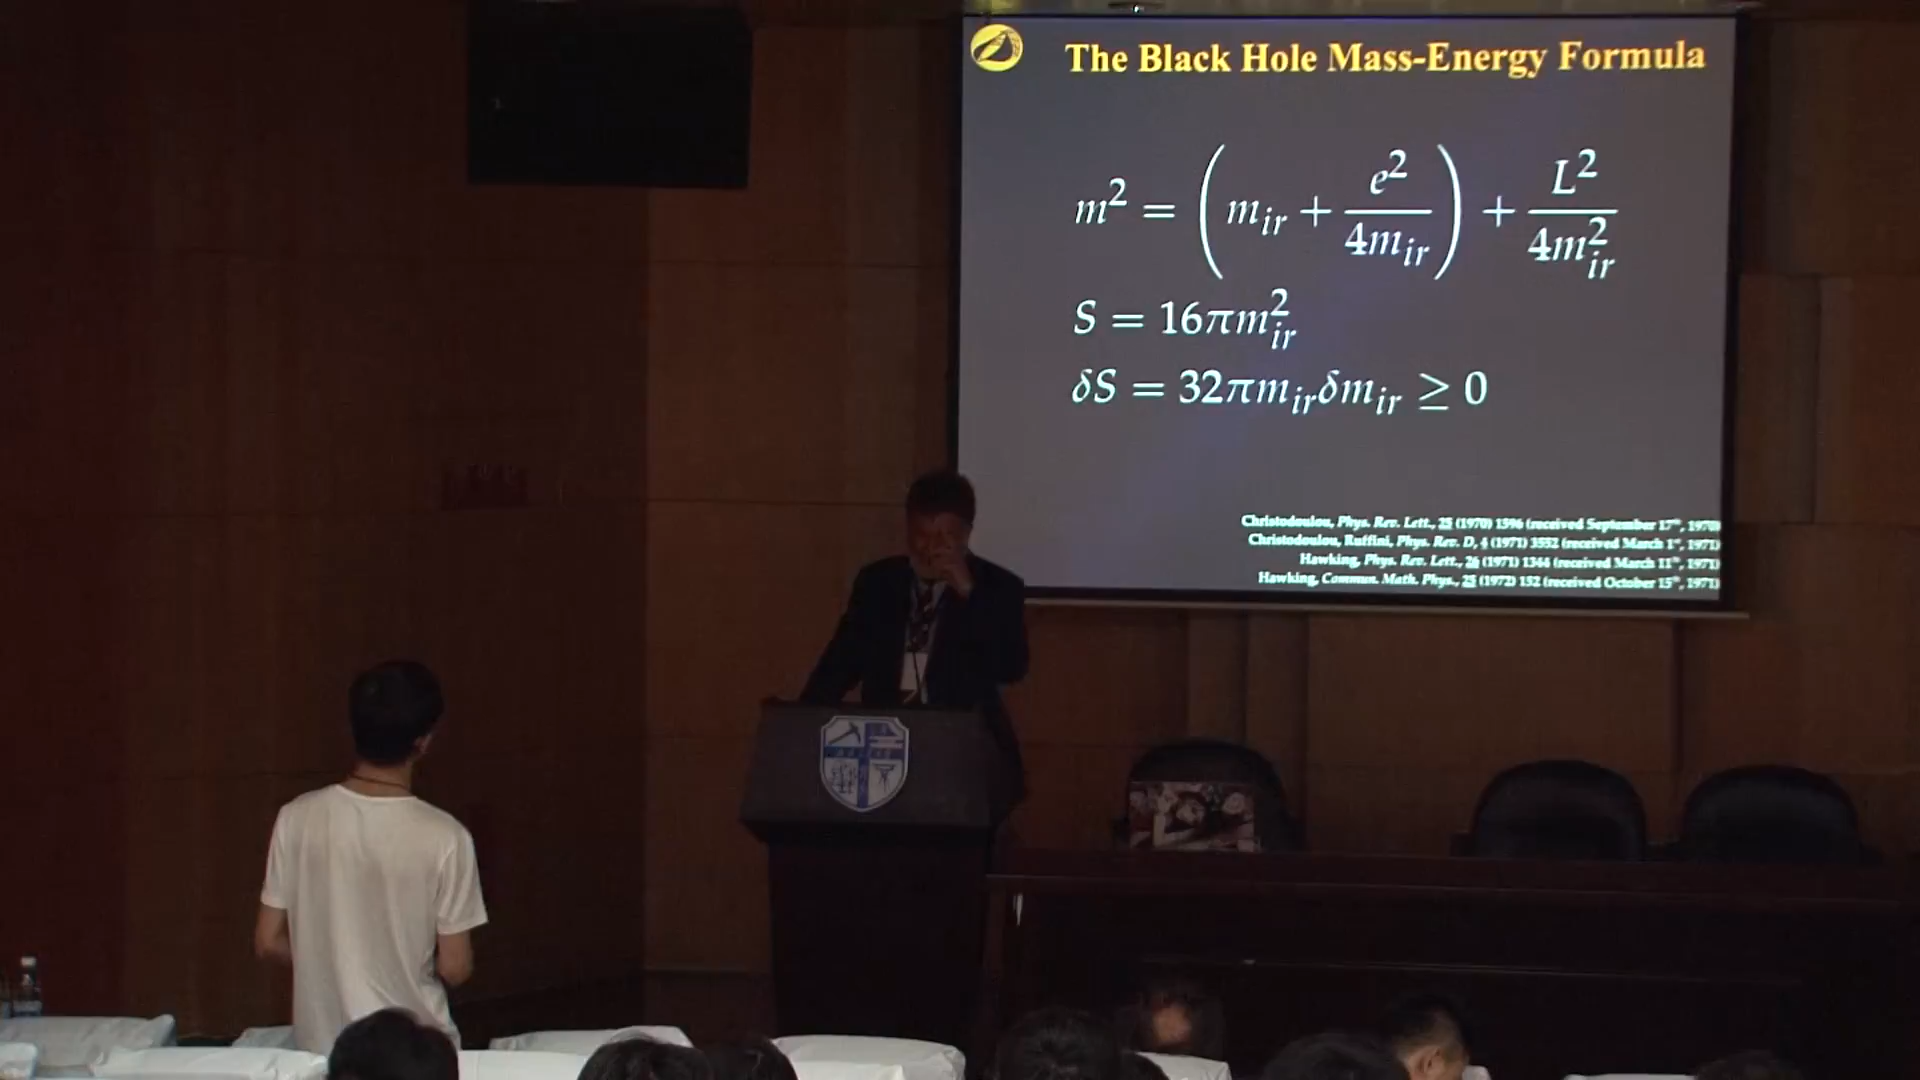 The Black Hole Mass-Energy Formula
m² = (m_ir + e²/4m_ir) + L²/4m²_ir
S = 16πm²_ir
δS = 32πm_irδm_ir ≥ 0
Christodoulou, Phys. Rev. Lett., 25 (1970) 1596 (received September 17th, 1970)
Christodoulou, Ruffini, Phys. Rev. D, 4 (1971) 3552 (received March 1st, 1971)
Hawking, Phys. Rev. Lett., 26 (1971) 1344 (received March 11th, 1971)
Hawking, Commun. Math. Phys., 25 (1972) 152 (received October 15th, 1971)